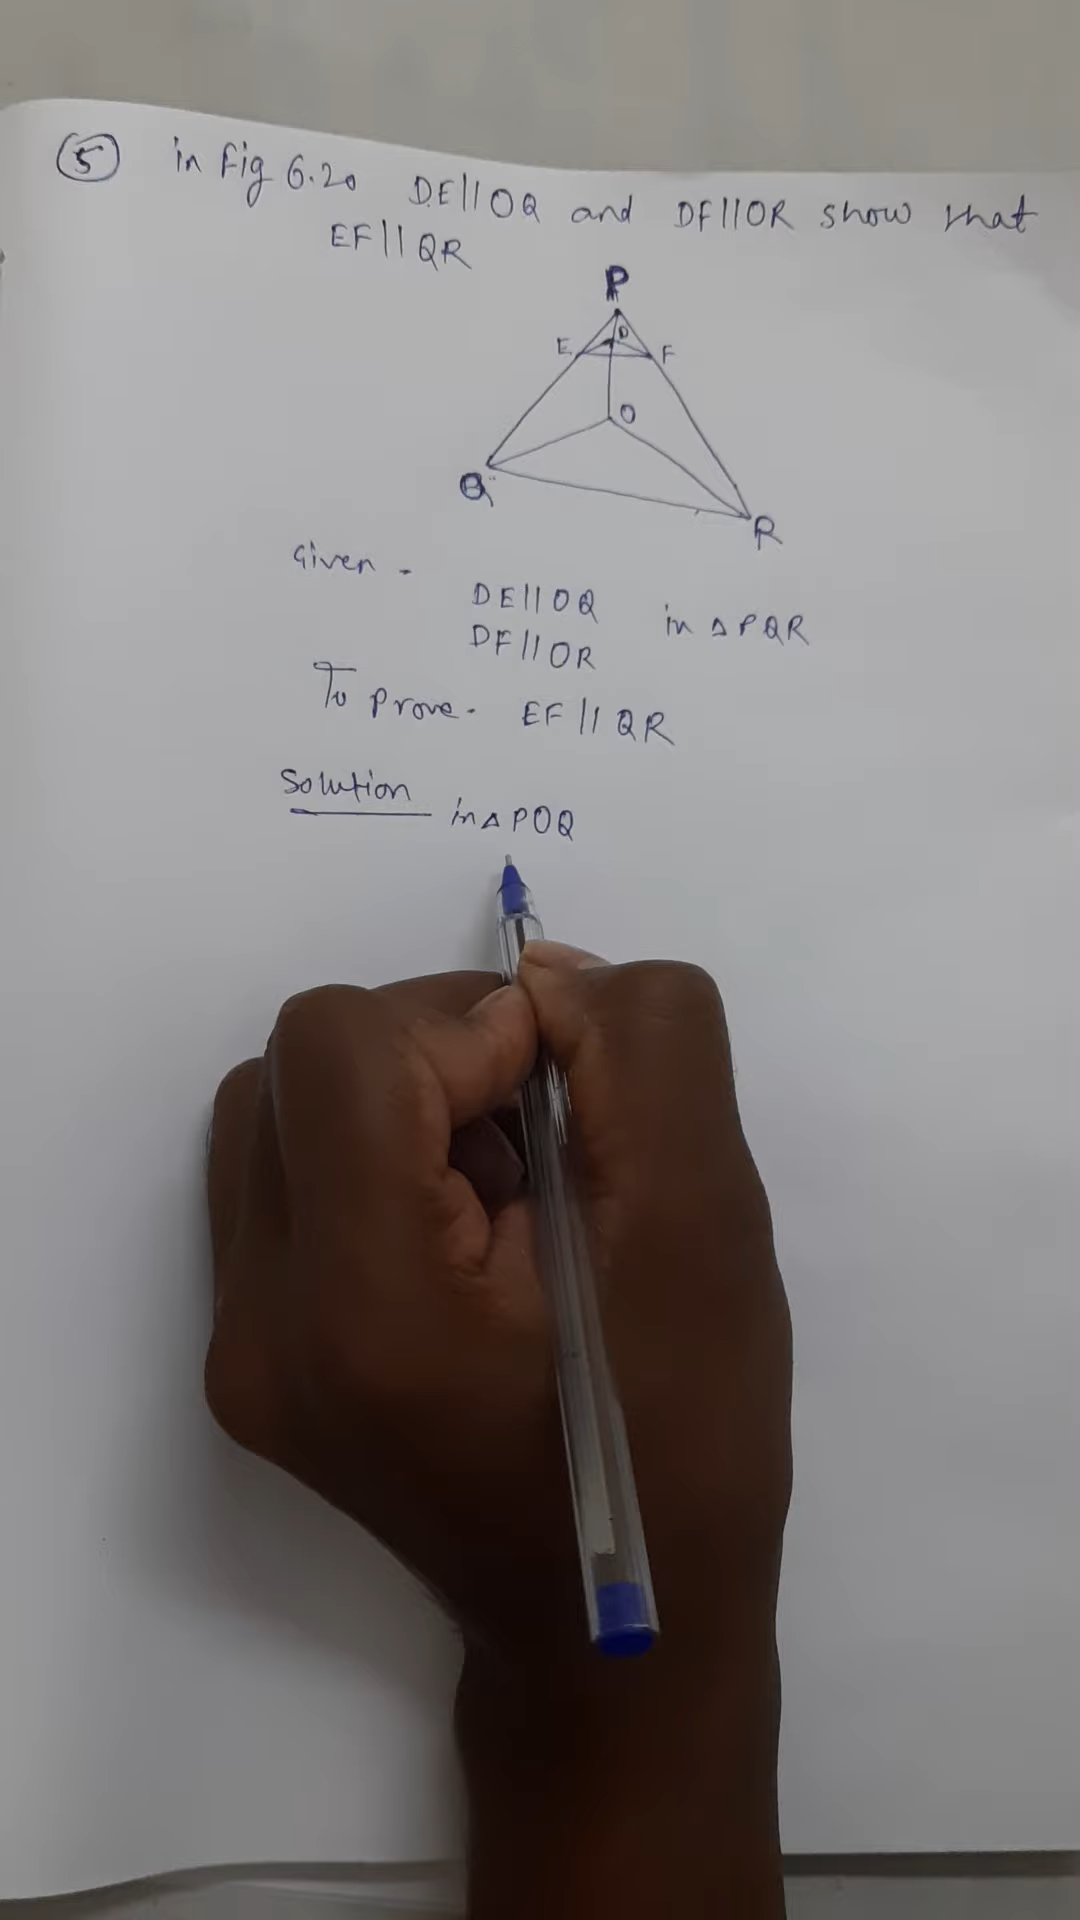 5 in Fig 6.20 DE||OQ and DF||OR show that
EF||QR
P
D
E F
O
Q
R
Given -
DE||OQ in △PQR
DF||OR
To Prove - EF||QR
Solution in △POQ